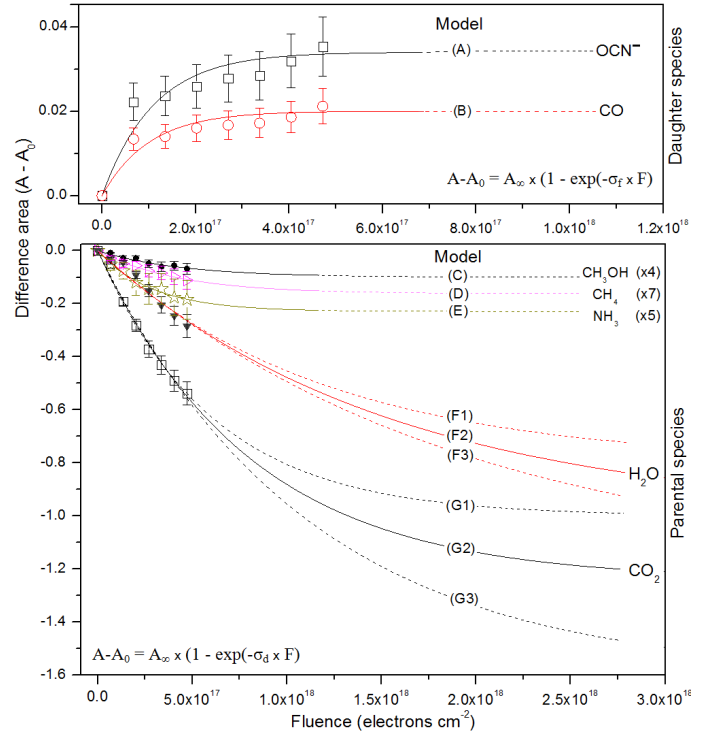 Difference area (A - A₀)
0.04
0.02
0.0
Model
(A)
OCN⁻
(B)
CO
A-A₀ = A∞ x (1 - exp(-σf x F)
Daughter species
0.0
2.0x10¹⁷
4.0x10¹⁷
6.0x10¹⁷
8.0x10¹⁷
1.0x10¹⁸
1.2x10¹⁸
0.0
-0.2
-0.4
-0.6
-0.8
-1.0
-1.2
-1.4
-1.6
Model
(C)
CH₃OH (x4)
(D)
CH₄ (x7)
(E)
NH₃ (x5)
(F1)
(F2)
(F3)
H₂O
(G1)
(G2)
CO₂
(G3)
A-A₀ = A∞ x (1 - exp(-σd x F)
Parental species
0.0
5.0x10¹⁷
1.0x10¹⁸
1.5x10¹⁸
2.0x10¹⁸
2.5x10¹⁸
3.0x10¹⁸
Fluence (electrons cm⁻²)